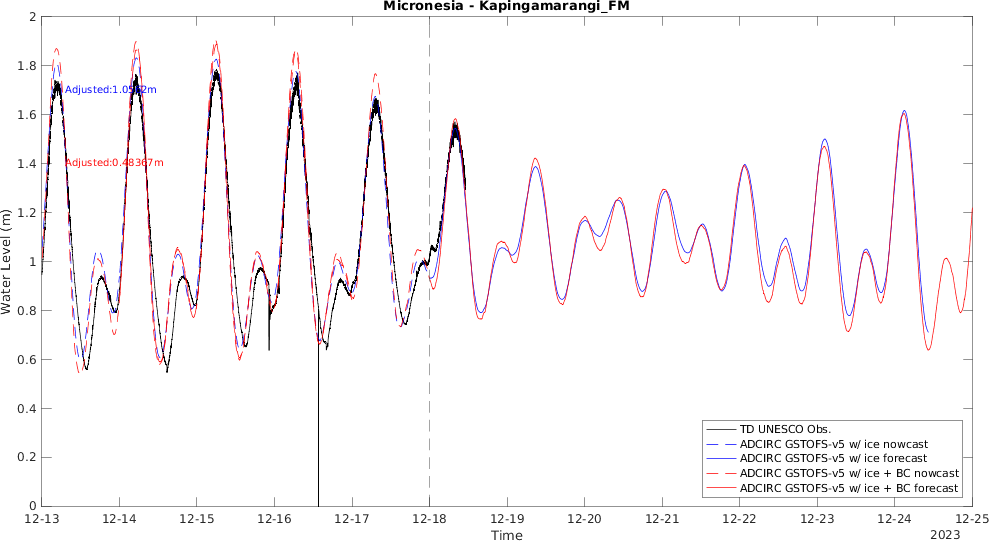 Micronesia - Kapingamarangi_FM
2
1.8
1.6
1.4
1.2
1
0.8
0.6
0.4
0.2
0
Water Level (m)
Adjusted:0.48367m
TD UNESCO Obs.
ADCIRC GSTOFS-v5 w/ ice nowcast
ADCIRC GSTOFS-v5 w/ ice forecast
ADCIRC GSTOFS-v5 w/ ice + BC nowcast
ADCIRC GSTOFS-v5 w/ ice + BC forecast
12-13 12-14 12-15 12-16 12-17 12-18 12-19 12-20 12-21 12-22 12-23 12-24 12-25
Time
2023